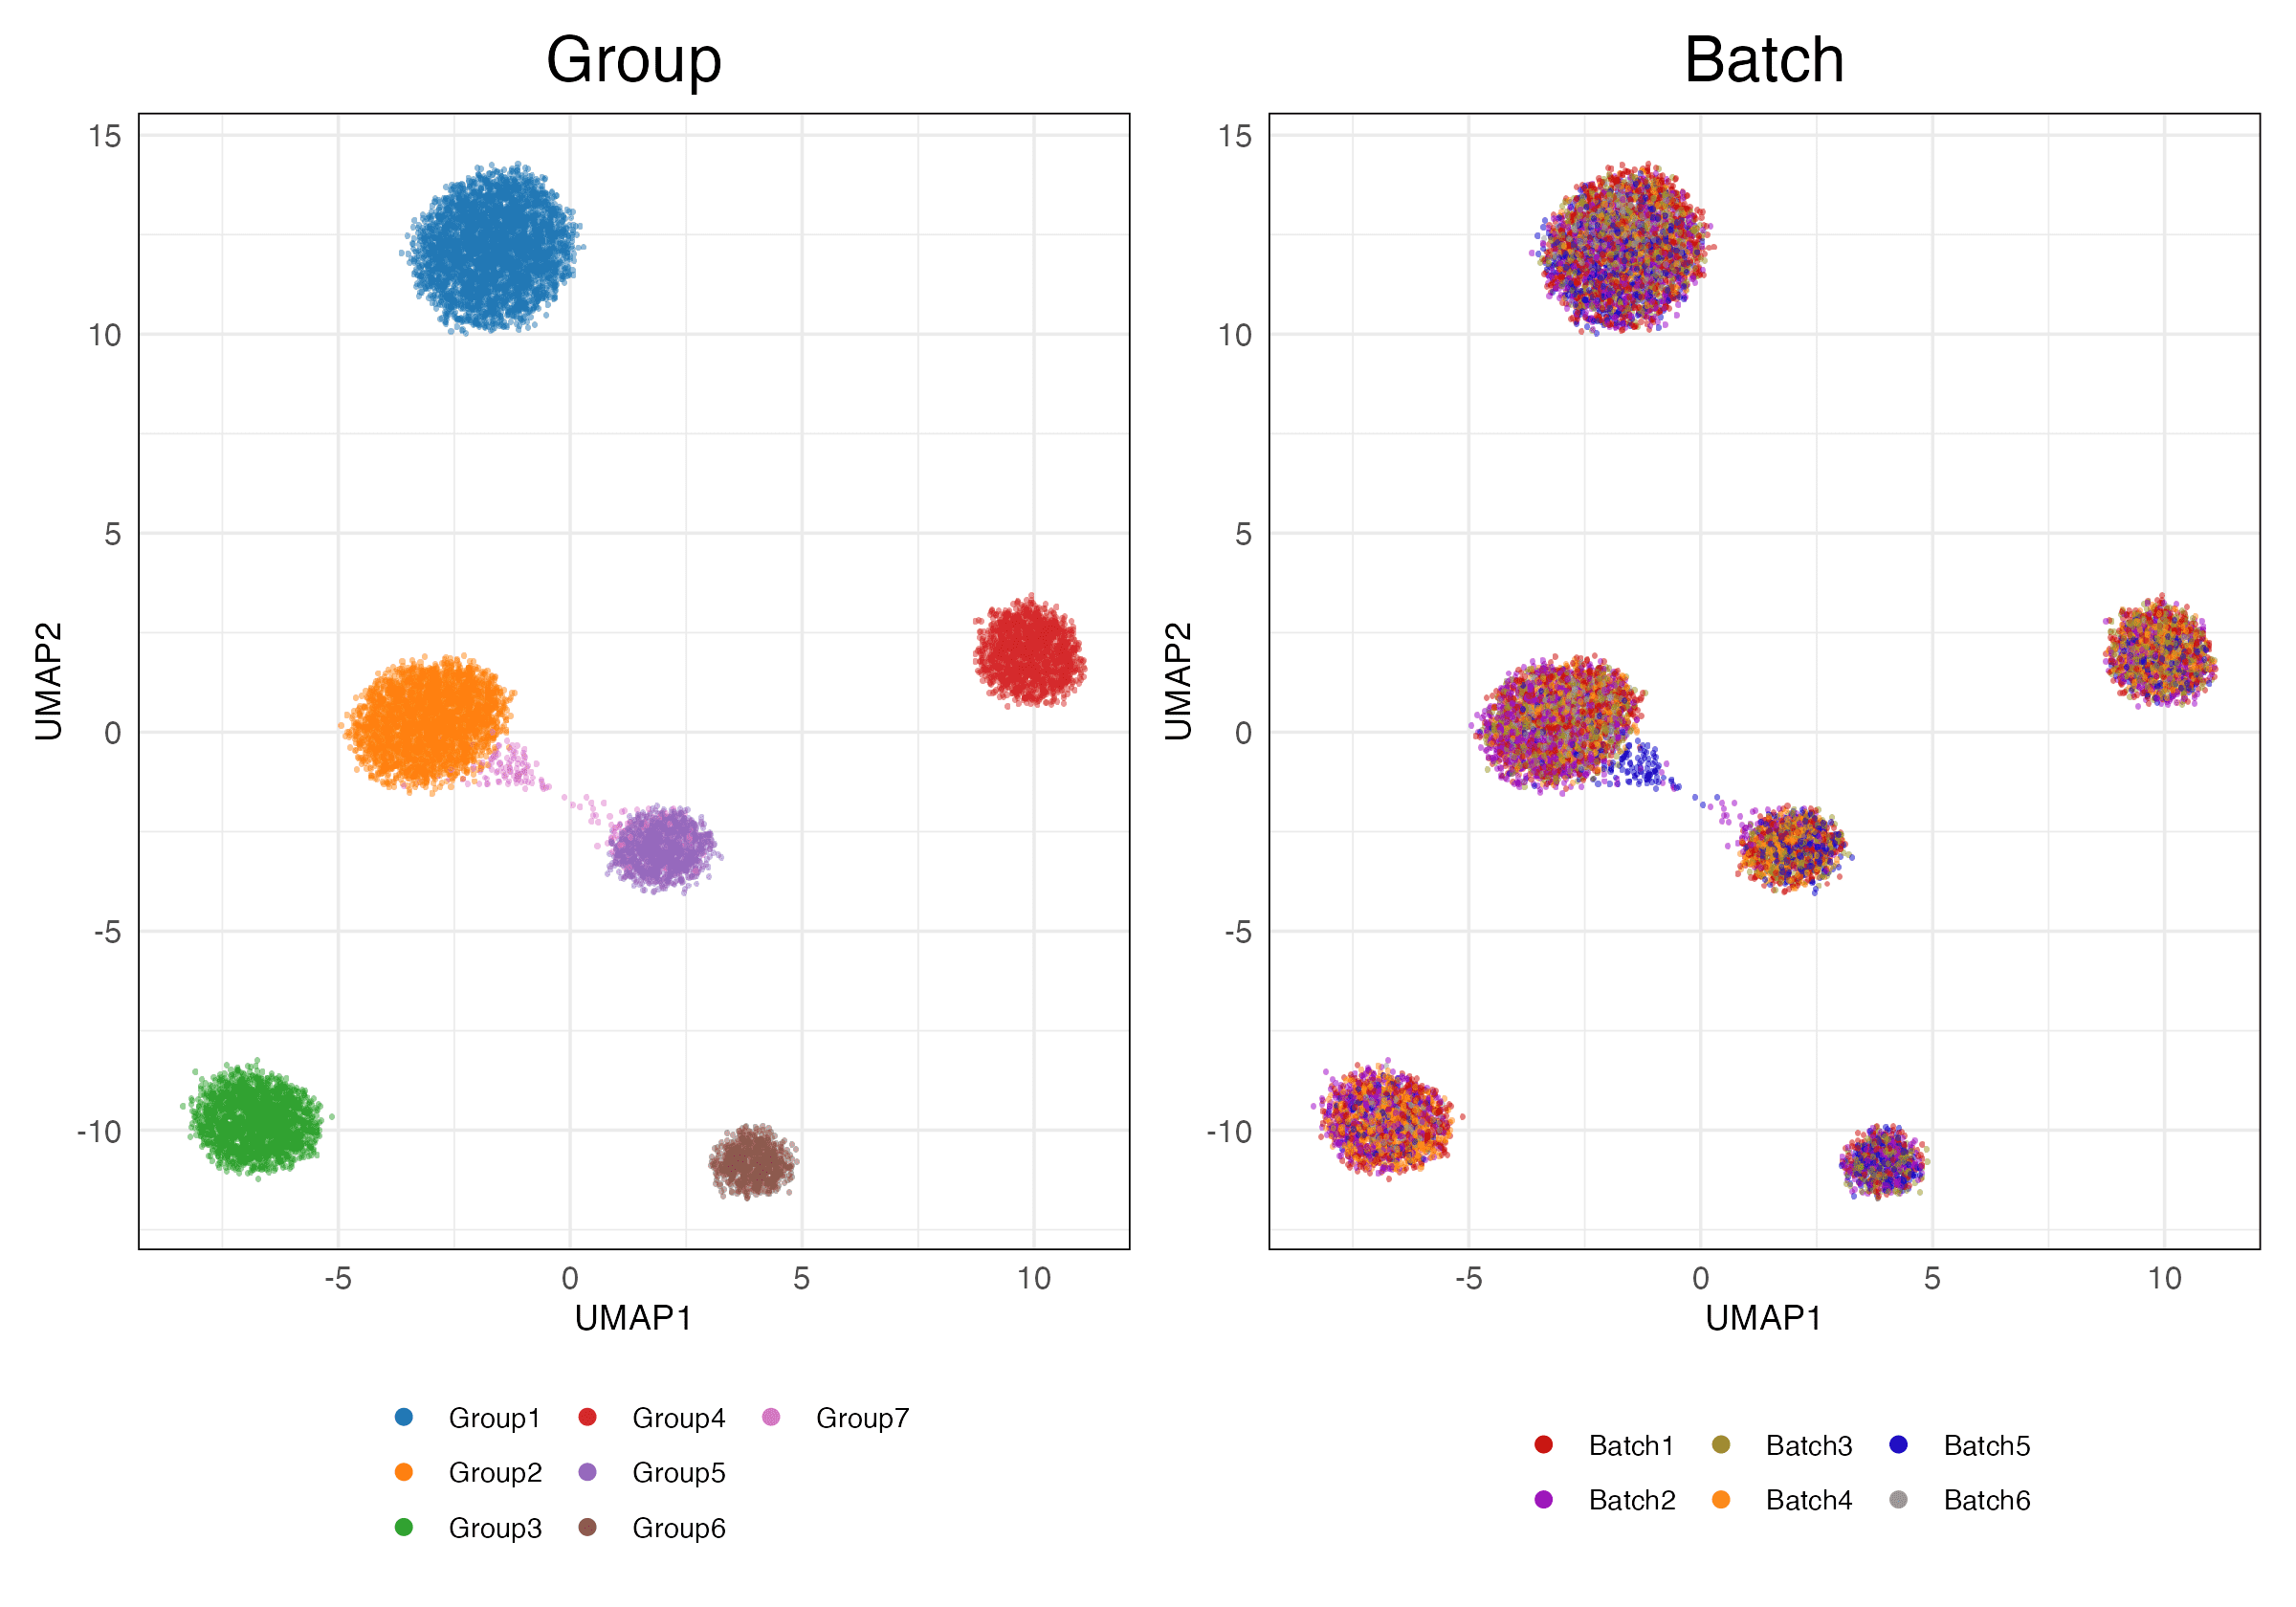 Group
15
10
5
0
-5
-10
UMAP2
-5 0 5 10
UMAP1
Group1 Group4 Group7
Group2 Group5
Group3 Group6
Batch
15
10
5
0
-5
-10
UMAP2
-5 0 5 10
UMAP1
Batch1 Batch3 Batch5
Batch2 Batch4 Batch6